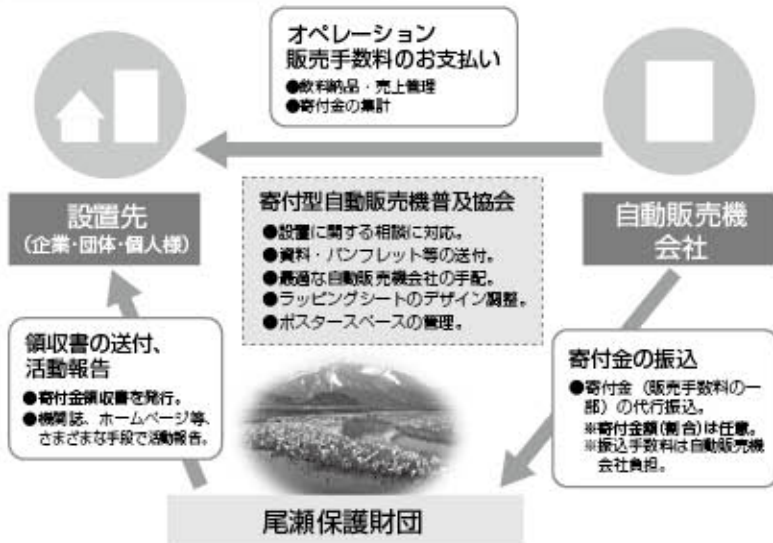 オペレーション
販売手数料のお支払い
●飲料納品・売上管理
●寄付金の集計
設置先
(企業・団体・個人様)
自動販売機
会社
寄付型自動販売機普及協会
●設置に関する相談に対応。
●資料・パンフレット等の送付。
●最適な自動販売機会社の手配。
●ラッピングシートのデザイン調整。
●ポスタースペースの管理。
領収書の送付、
活動報告
●寄付金領収書を発行。
●機関誌、ホームページ等、
さまざまな手段で活動報告。
寄付金の振込
●寄付金（販売手数料の一
部）の代行振込。
※寄付金額(割合)は任意。
※振込手数料は自動販売機
会社負担。
尾瀬保護財団